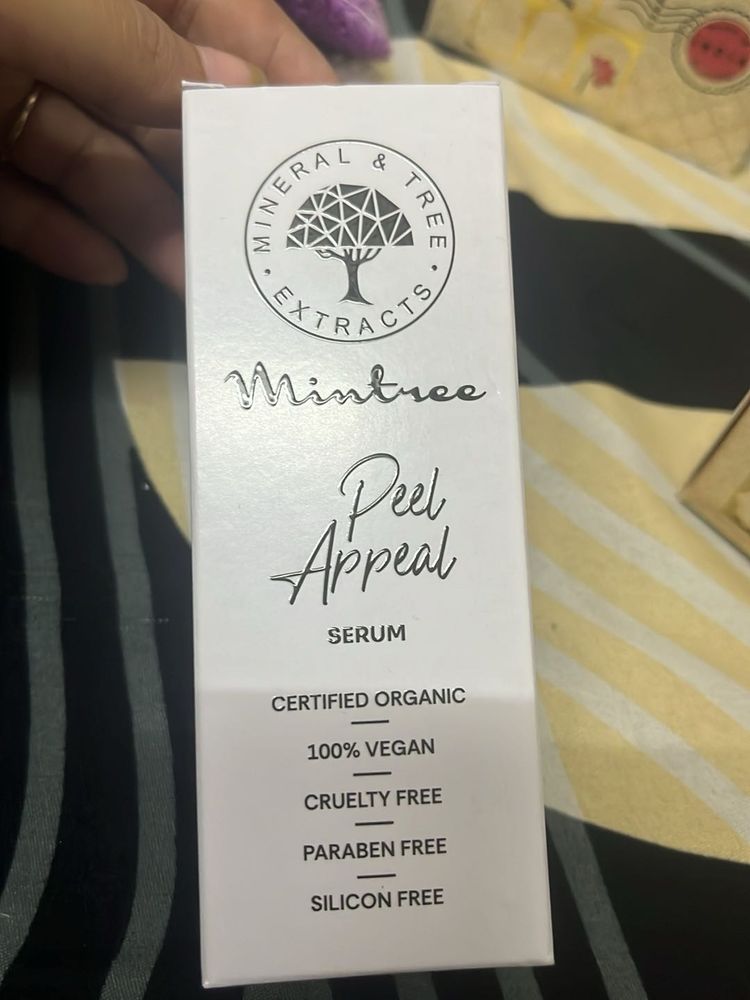 MINERAL & TREE
EXTRACTS
Mintree
Peel
Appeal
SERUM
CERTIFIED ORGANIC
100% VEGAN
CRUELTY FREE
PARABEN FREE
SILICON FREE